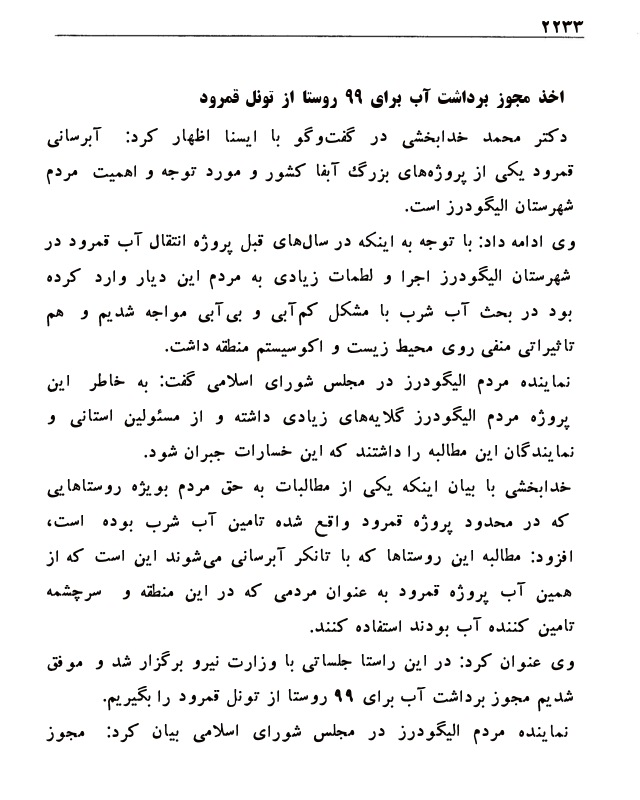 ۲۲۳۳
اخذ مجوز برداشت آب برای ۹۹ روستا از تونل قمرود
دکتر محمد خدابخشی در گفت‌وگو با ایسنا اظهار کرد: آبرسانی
قمرود یکی از پروژه‌های بزرگ آبفا کشور و مورد توجه و اهمیت مردم
شهرستان الیگودرز است.
وی ادامه داد: با توجه به اینکه در سال‌های قبل پروژه انتقال آب قمرود در
شهرستان الیگودرز اجرا و لطمات زیادی به مردم این دیار وارد کرده
بود در بحث آب شرب با مشکل کم‌آبی و بی‌آبی مواجه شدیم و هم
تاثیراتی منفی روی محیط زیست و اکوسیستم منطقه داشت.
نماینده مردم الیگودرز در مجلس شورای اسلامی گفت: به خاطر این
پروژه مردم الیگودرز گلایه‌های زیادی داشته و از مسئولین استانی و
نمایندگان این مطالبه را داشتند که این خسارات جبران شود.
خدابخشی با بیان اینکه یکی از مطالبات به حق مردم بویژه روستاهایی
که در محدود پروژه قمرود واقع شده تامین آب شرب بوده است،
افزود: مطالبه این روستاها که با تانکر آبرسانی می‌شوند این است که از
همین آب پروژه قمرود به عنوان مردمی که در این منطقه و سرچشمه
تامین کننده آب بودند استفاده کنند.
وی عنوان کرد: در این راستا جلساتی با وزارت نیرو برگزار شد و موفق
شدیم مجوز برداشت آب برای ۹۹ روستا از تونل قمرود را بگیریم.
نماینده مردم الیگودرز در مجلس شورای اسلامی بیان کرد: مجوز